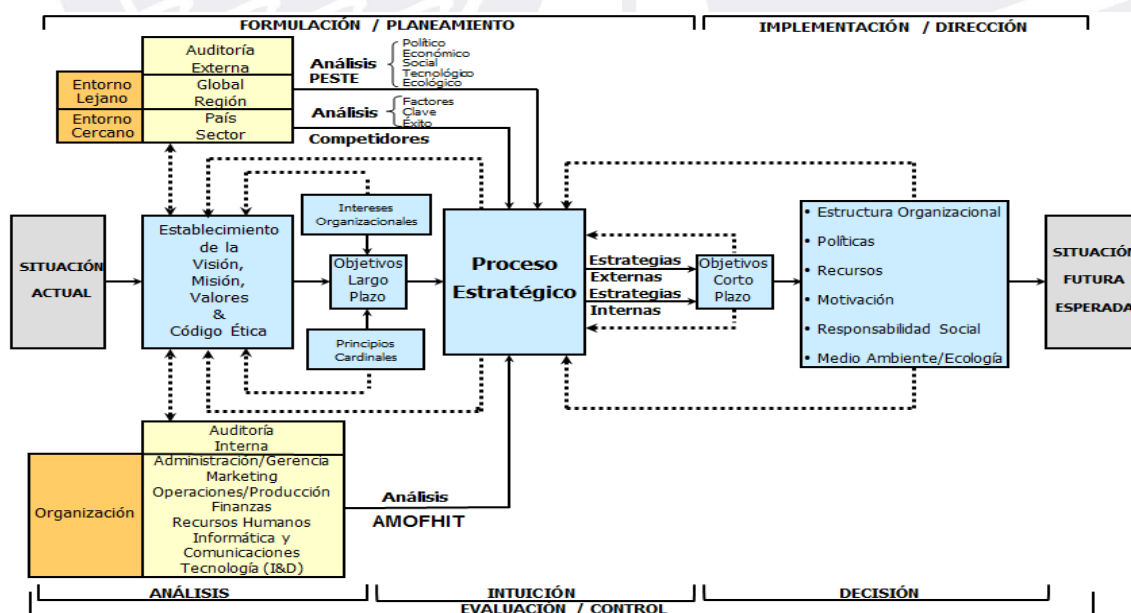 FORMULACIÓN / PLANEAMIENTO
IMPLEMENTACIÓN / DIRECCIÓN
Auditoría
Externa
Entorno
Lejano
Global
Región
Entorno
Cercano
País
Sector
Análisis
PESTE
Político
Económico
Social
Tecnológico
Ecológico
Análisis
Factores
Clave
Éxito
Competidores
SITUACIÓN
ACTUAL
Establecimiento
de la
Visión,
Misión,
Valores
&
Código Ética
Intereses
Organizacionales
Objetivos
Largo
Plazo
Principios
Cardinales
Proceso
Estratégico
Estrategias
Externas
Estrategias
Internas
Objetivos
Corto
Plazo
• Estructura Organizacional
• Políticas
• Recursos
• Motivación
• Responsabilidad Social
• Medio Ambiente/Ecología
SITUACIÓN
FUTURA
ESPERADA
Organización
Auditoría
Interna
Administración/Gerencia
Marketing
Operaciones/Producción
Finanzas
Recursos Humanos
Informática y
Comunicaciones
Tecnología (I&D)
Análisis
AMOFHIT
ANÁLISIS
INTUICIÓN
DECISIÓN
EVALUACIÓN / CONTROL